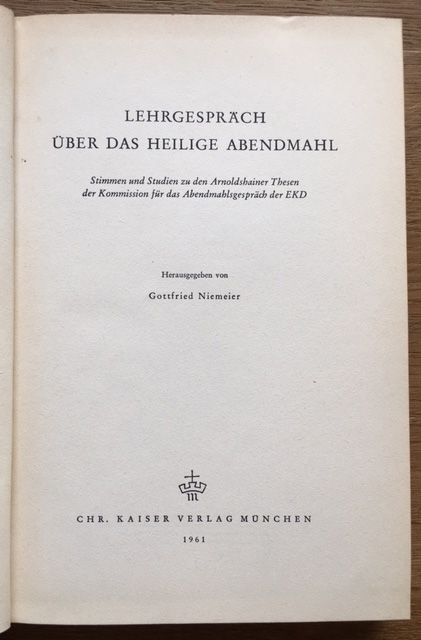 LEHRGESPRÄCH
ÜBER DAS HEILIGE ABENDMAHL
Stimmen und Studien zu den Arnoldshainer Thesen
der Kommission für das Abendmahlsgespräch der EKD
Herausgegeben von
Gottfried Niemeier
CHR. KAISER VERLAG MÜNCHEN
1961